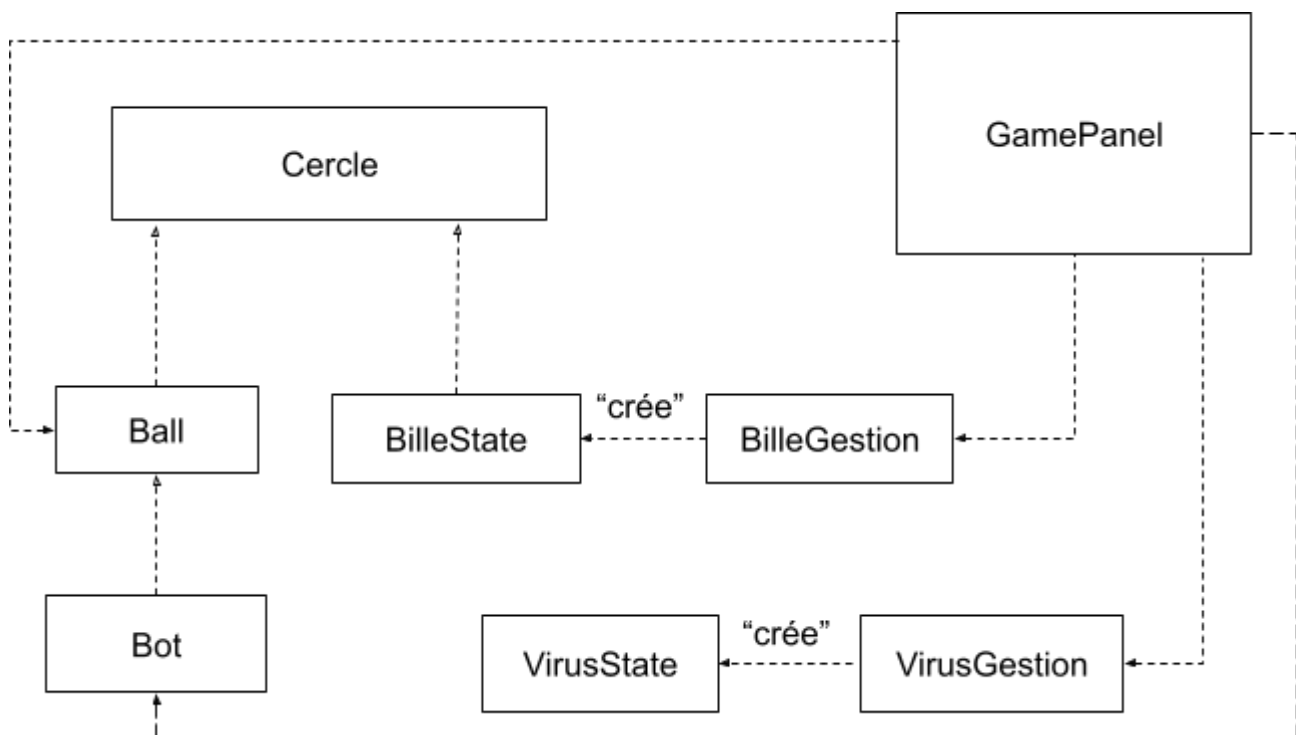 GamePanel
Cercle
Ball
BilleState
“crée”
BilleGestion
Bot
VirusState
“crée”
VirusGestion